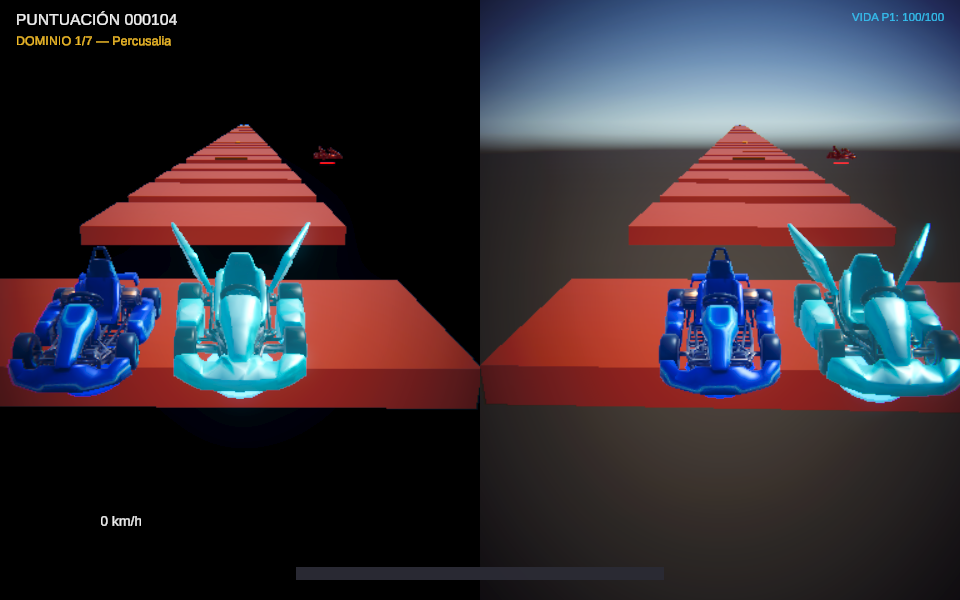 PUNTUACIÓN 000104
DOMINIO 1/7 — Percusalia
VIDA P1: 100/100
0 km/h